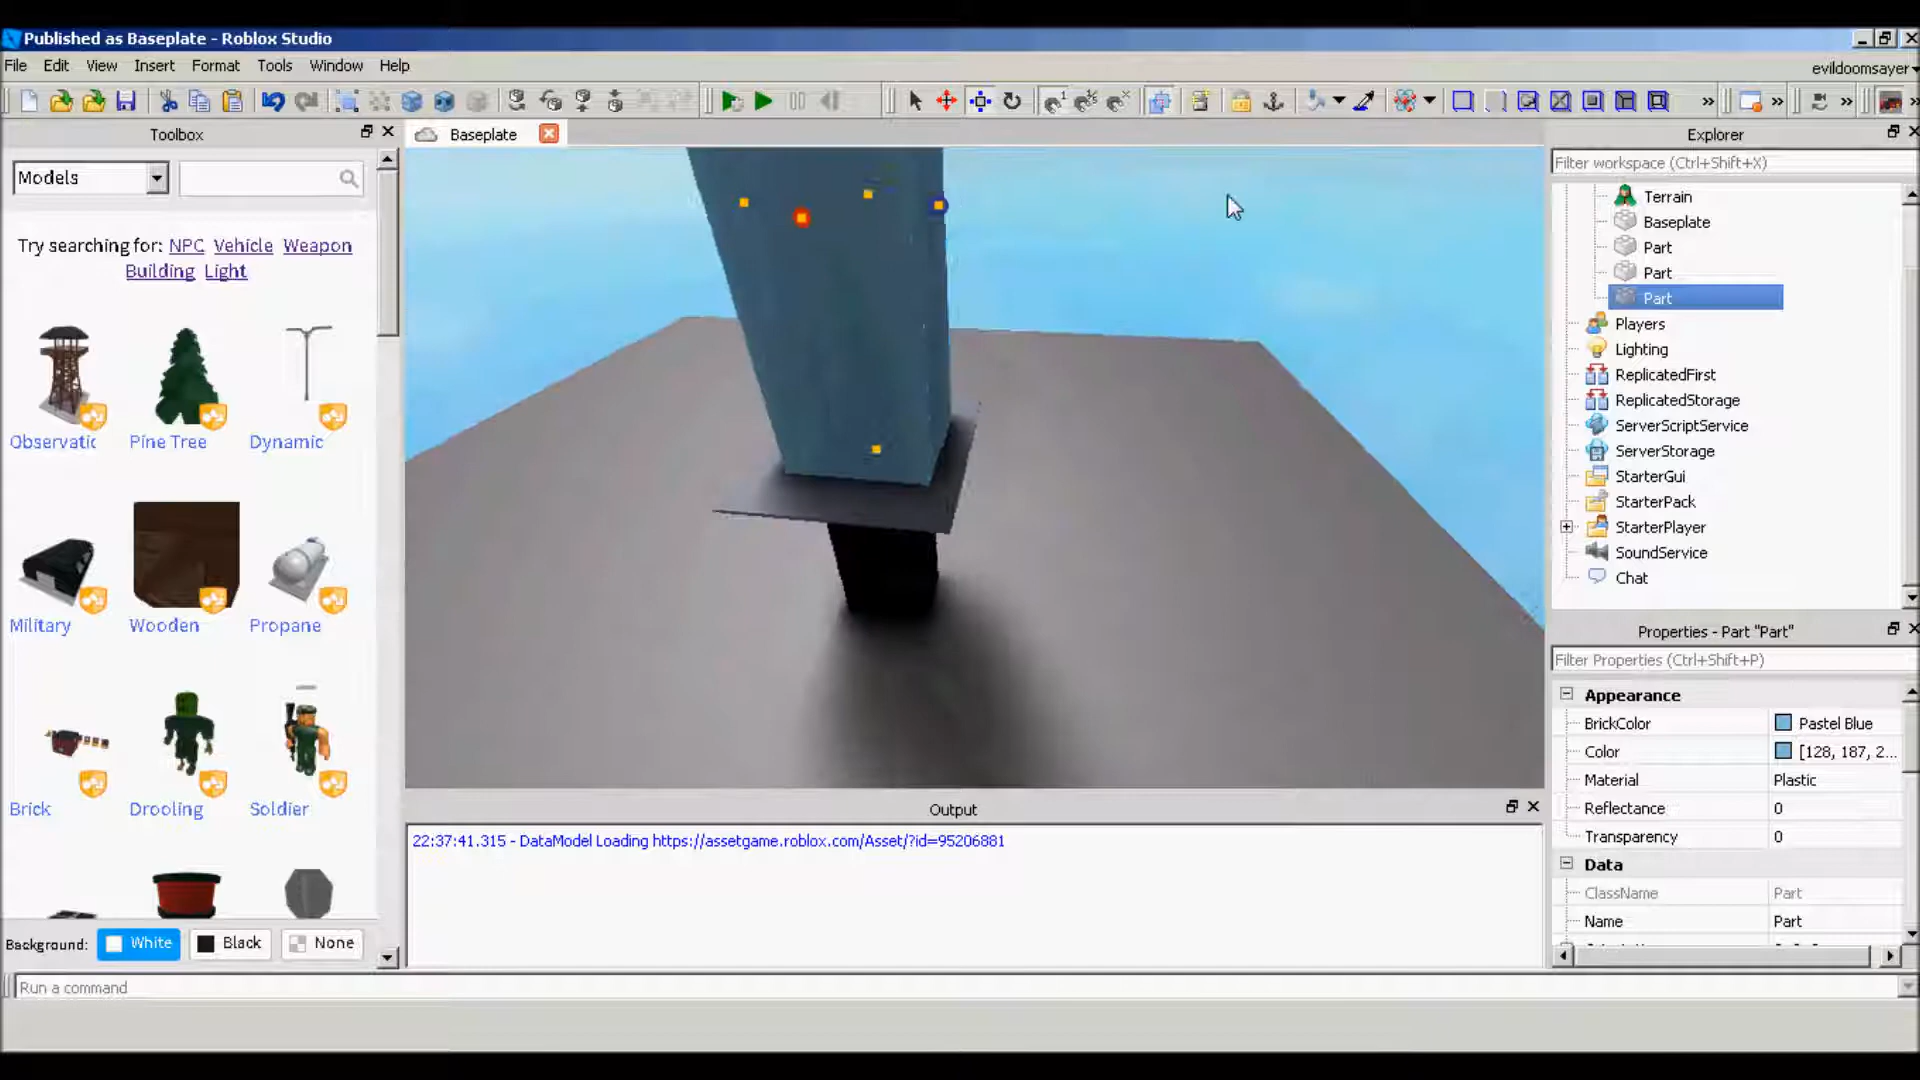 Published as Baseplate - Roblox Studio
File Edit View Insert Format Tools Window Help
evildoomsayer
Toolbox
Models
Try searching for: NPC Vehicle Weapon
Building Light
Observatic Pine Tree Dynamic
Military Wooden Propane
Brick Drooling Soldier
Background: White Black None
Baseplate
Output
22:37:41.315 - DataModel Loading https://assetgame.roblox.com/Asset/?id=95206881
Explorer
Filter workspace (Ctrl+Shift+X)
Terrain
Baseplate
Part
Part
Part
Players
Lighting
ReplicatedFirst
ReplicatedStorage
ServerScriptService
ServerStorage
StarterGui
StarterPack
StarterPlayer
SoundService
Chat
Properties - Part "Part"
Filter Properties (Ctrl+Shift+P)
Appearance
BrickColor Pastel Blue
Color [128, 187, 2...
Material Plastic
Reflectance 0
Transparency 0
Data
ClassName Part
Name Part
Run a command